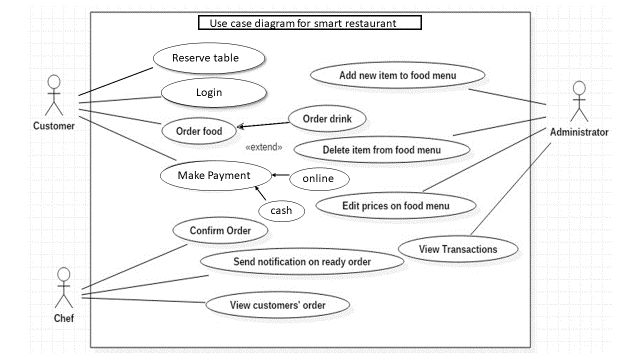 Use case diagram for smart restaurant
Reserve table
Add new item to food menu
Login
Customer
Order drink
Order food
Administrator
«extend»
Delete item from food menu
Make Payment
online
cash
Edit prices on food menu
Confirm Order
View Transactions
Send notification on ready order
View customers' order
Chef